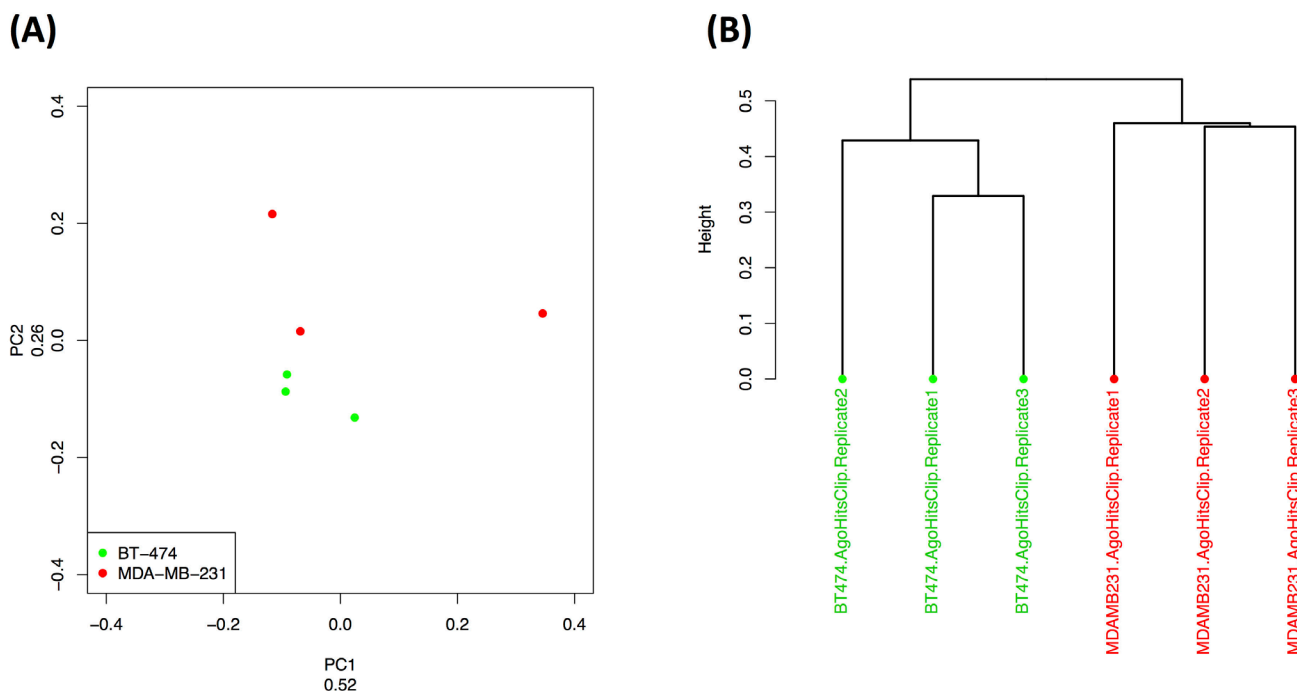 (A)
0.4
0.2
0.0
−0.2
−0.4
PC2
0.26
BT−474
MDA−MB−231
−0.4
−0.2
0.0
0.2
0.4
PC1
0.52
(B)
0.5
0.4
0.3
0.2
0.1
0.0
Height
BT474.AgoHitsClip.Replicate2
BT474.AgoHitsClip.Replicate1
BT474.AgoHitsClip.Replicate3
MDAMB231.AgoHitsClip.Replicate1
MDAMB231.AgoHitsClip.Replicate2
MDAMB231.AgoHitsClip.Replicate3